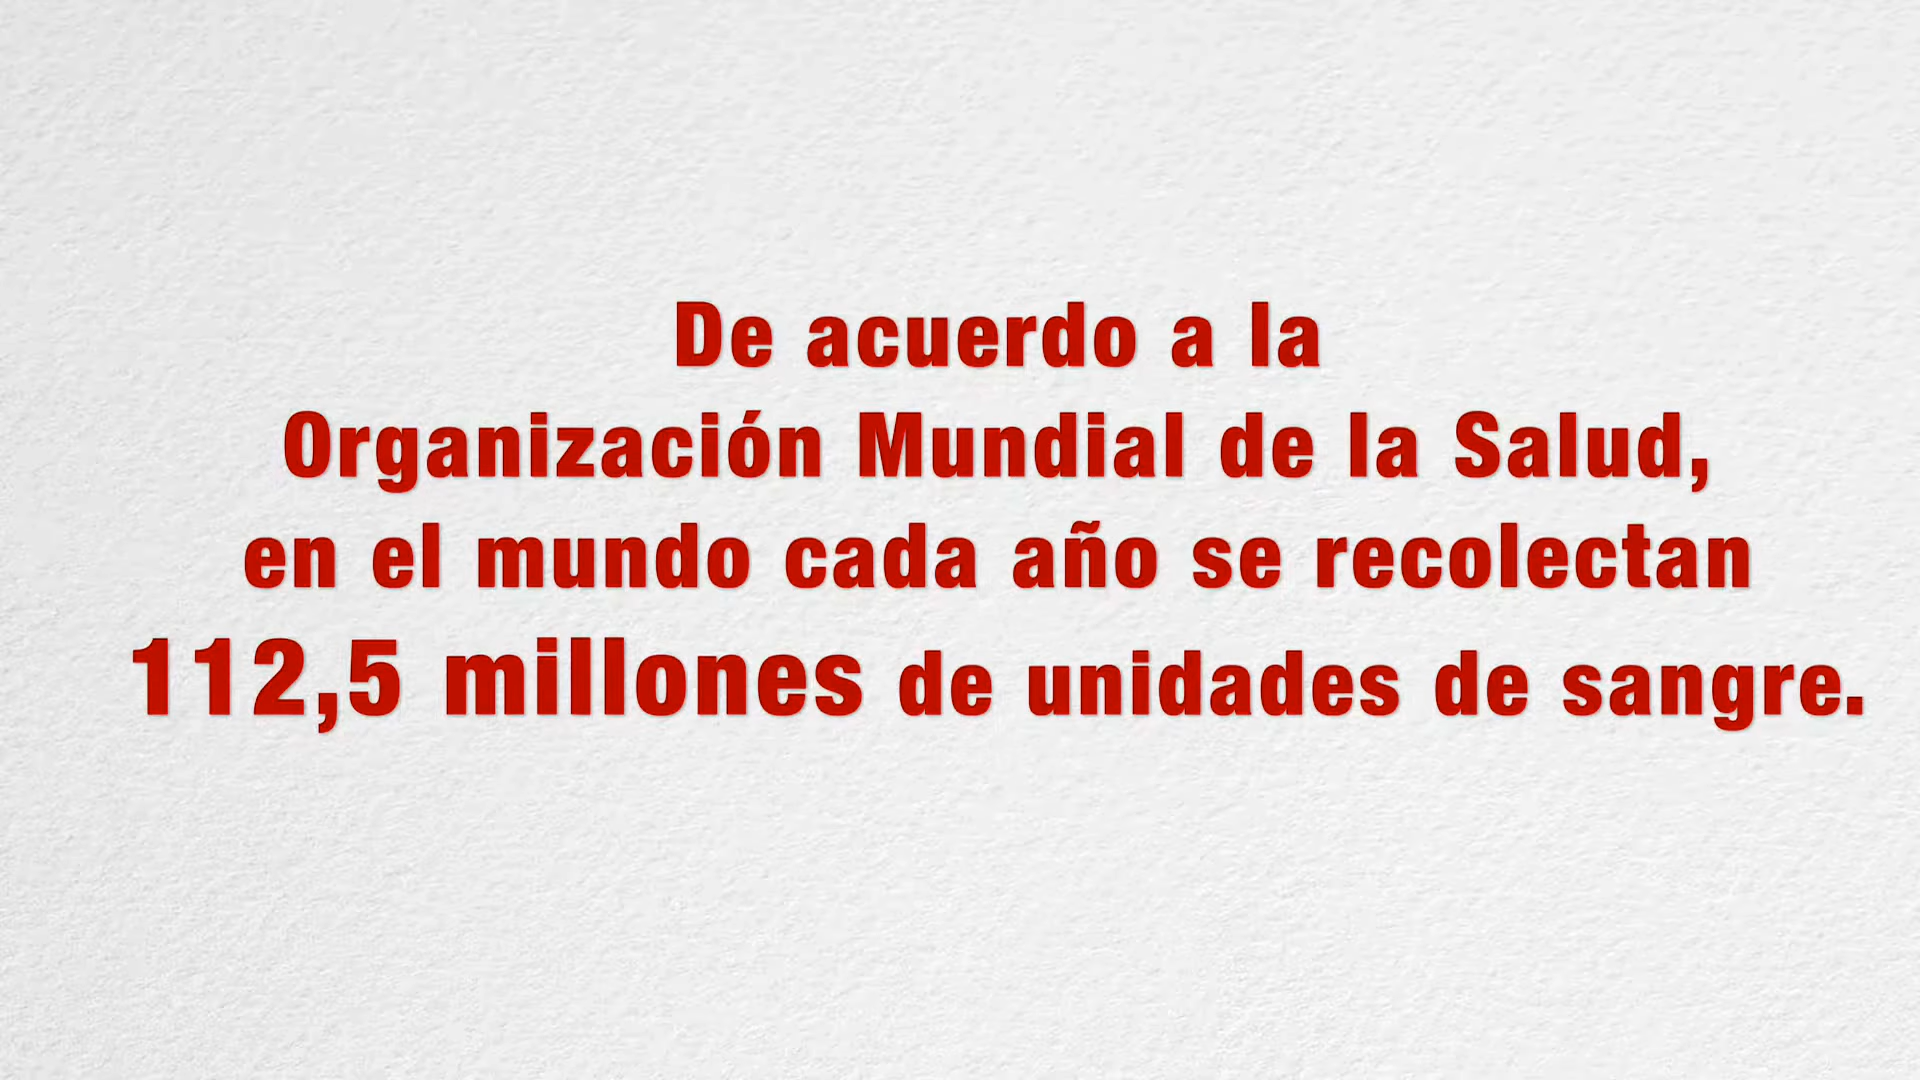 De acuerdo a la
Organización Mundial de la Salud,
en el mundo cada año se recolectan
112,5 millones de unidades de sangre.